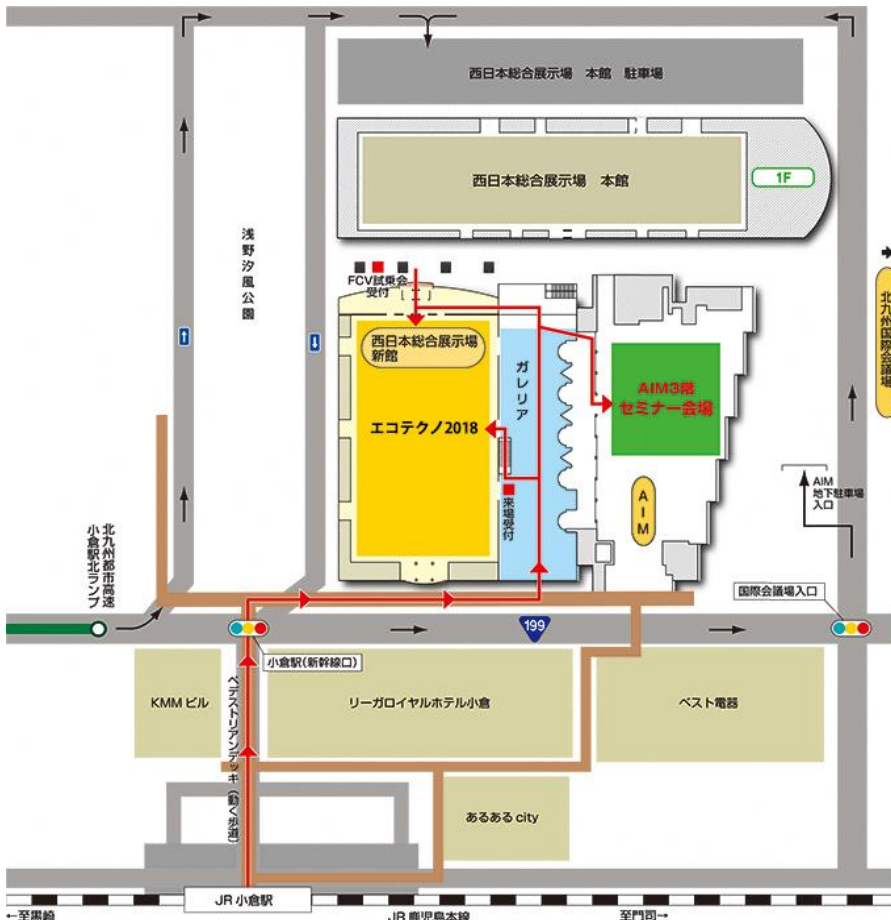 西日本総合展示場 本館 駐車場
西日本総合展示場 本館
1F
浅野汐風公園
FCV試乗会
受付
西日本総合展示場
新館
ガレリア
AIM3階
セミナー会場
北九州国際会議場
エコテクノ2018
来場受付
AIM
AIM
地下駐車場
入口
北九州都市高速
小倉駅北ランプ
国際会議場入口
199
小倉駅(新幹線口)
KMM ビル
ペデストリアンデッキ(動く歩道)
リーガロイヤルホテル小倉
ベスト電器
あるある city
JR 小倉駅
←至黒崎
JR 鹿児島本線
至門司→